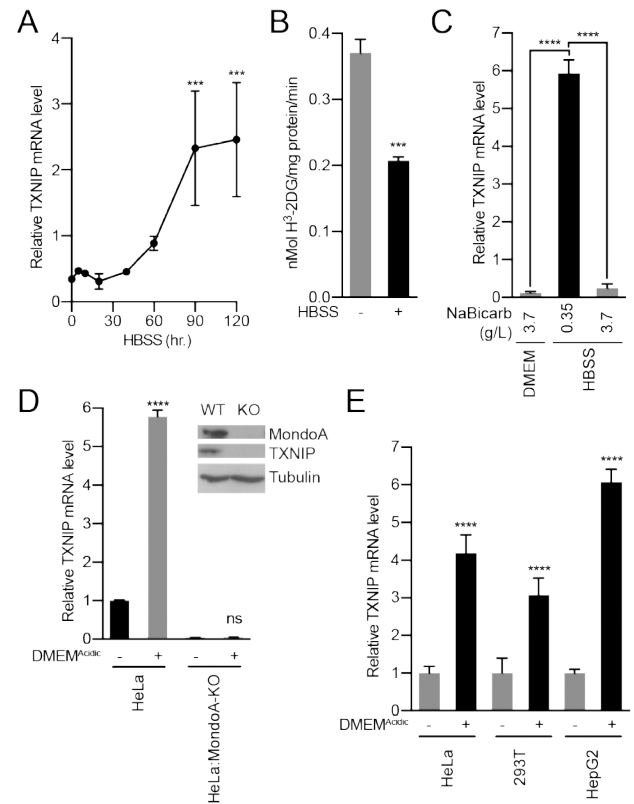 A
Relative TXNIP mRNA level
4
3
2
1
0
***
***
0 30 60 90 120
HBSS (hr.)
B
nMol H³-2DG/mg protein/min
0.4
0.3
0.2
0.1
0.0
***
HBSS - +
C
Relative TXNIP mRNA level
7
6
5
4
3
2
1
0
**** ****
NaBicarb (g/L)
3.7 0.35 3.7
DMEM HBSS
D
Relative TXNIP mRNA level
6
5
4
3
2
1
0
****
ns
WT KO
MondoA
TXNIP
Tubulin
DMEMᴬᶜⁱᵈⁱᶜ - + - +
HeLa
HeLa:MondoA-KO
E
Relative TXNIP mRNA level
7
6
5
4
3
2
1
0
****
****
****
DMEMᴬᶜⁱᵈⁱᶜ - + - + - +
HeLa
293T
HepG2